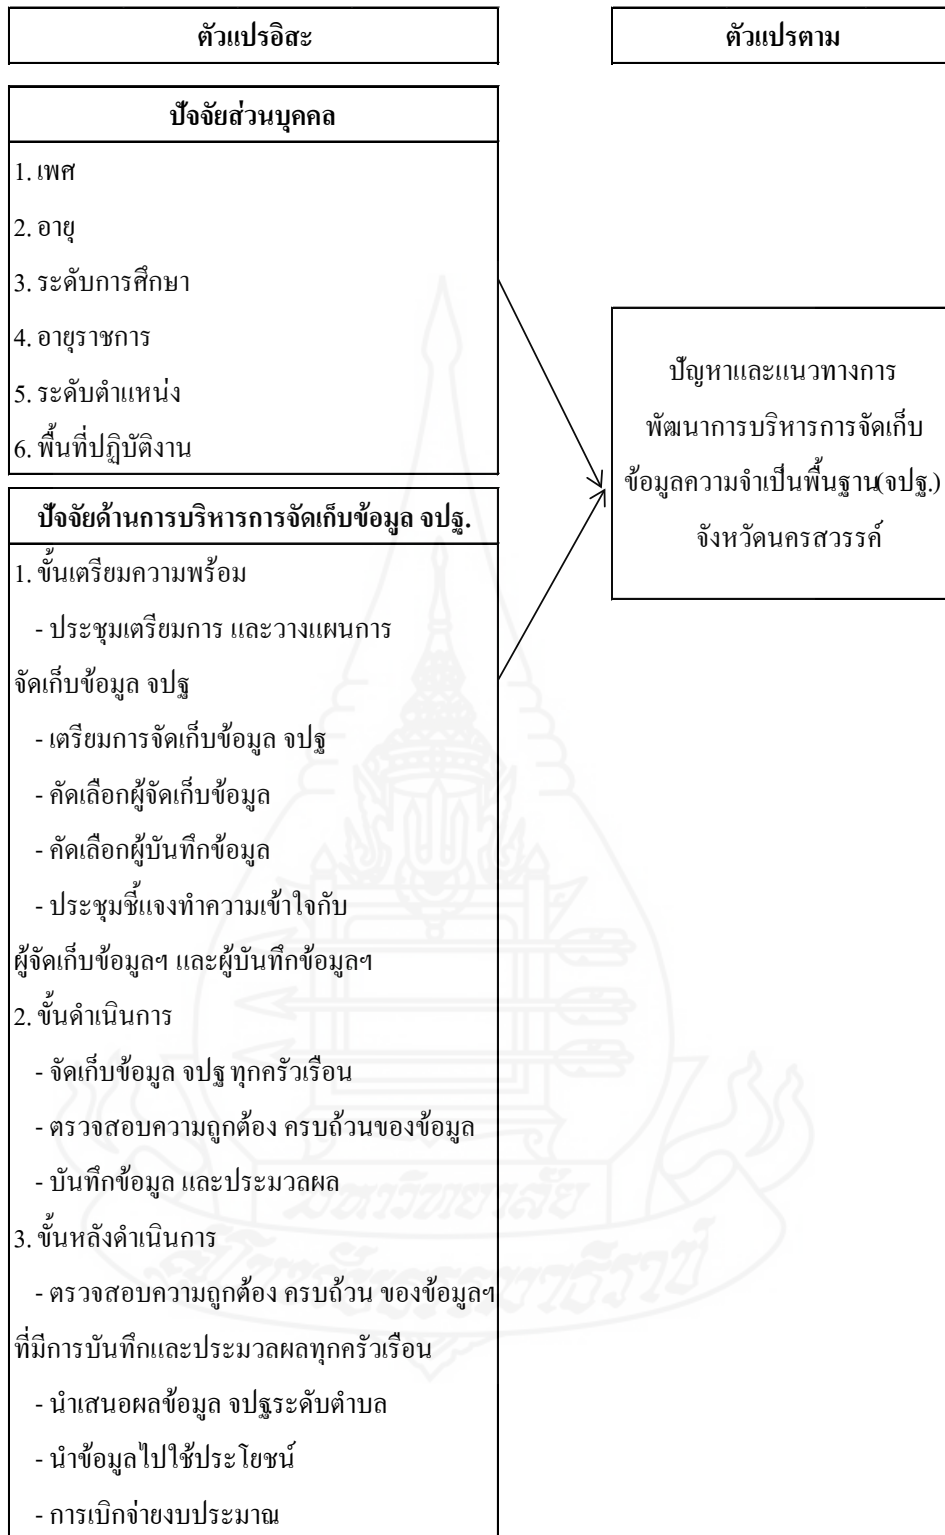 ตัวแปรอิสะ
ตัวแปรตาม
ปัจจัยส่วนบุคคล
1. เพศ
2. อายุ
3. ระดับการศึกษา
4. อายุราชการ
5. ระดับตำแหน่ง
6. พื้นที่ปฏิบัติงาน
ปัจจัยด้านการบริหารการจัดเก็บข้อมูล จปฐ.
1. ขั้นเตรียมความพร้อม
- ประชุมเตรียมการ และวางแผนการ
จัดเก็บข้อมูล จปฐ
- เตรียมการจัดเก็บข้อมูล จปฐ
- คัดเลือกผู้จัดเก็บข้อมูล
- คัดเลือกผู้บันทึกข้อมูล
- ประชุมชี้แจงทำความเข้าใจกับ
ผู้จัดเก็บข้อมูลฯ และผู้บันทึกข้อมูลฯ
2. ขั้นดำเนินการ
- จัดเก็บข้อมูล จปฐ ทุกครัวเรือน
- ตรวจสอบความถูกต้อง ครบถ้วนของข้อมูล
- บันทึกข้อมูล และประมวลผล
3. ขั้นหลังดำเนินการ
- ตรวจสอบความถูกต้อง ครบถ้วน ของข้อมูลฯ
ที่มีการบันทึกและประมวลผลทุกครัวเรือน
- นำเสนอผลข้อมูล จปฐระดับตำบล
- นำข้อมูลไปใช้ประโยชน์
- การเบิกจ่ายงบประมาณ
ปัญหาและแนวทางการ
พัฒนาการบริหารการจัดเก็บ
ข้อมูลความจำเป็นพื้นฐาน(จปฐ.)
จังหวัดนครสวรรค์
มหาวิทยาลัย
สุโขทัยธรรมาธิราช